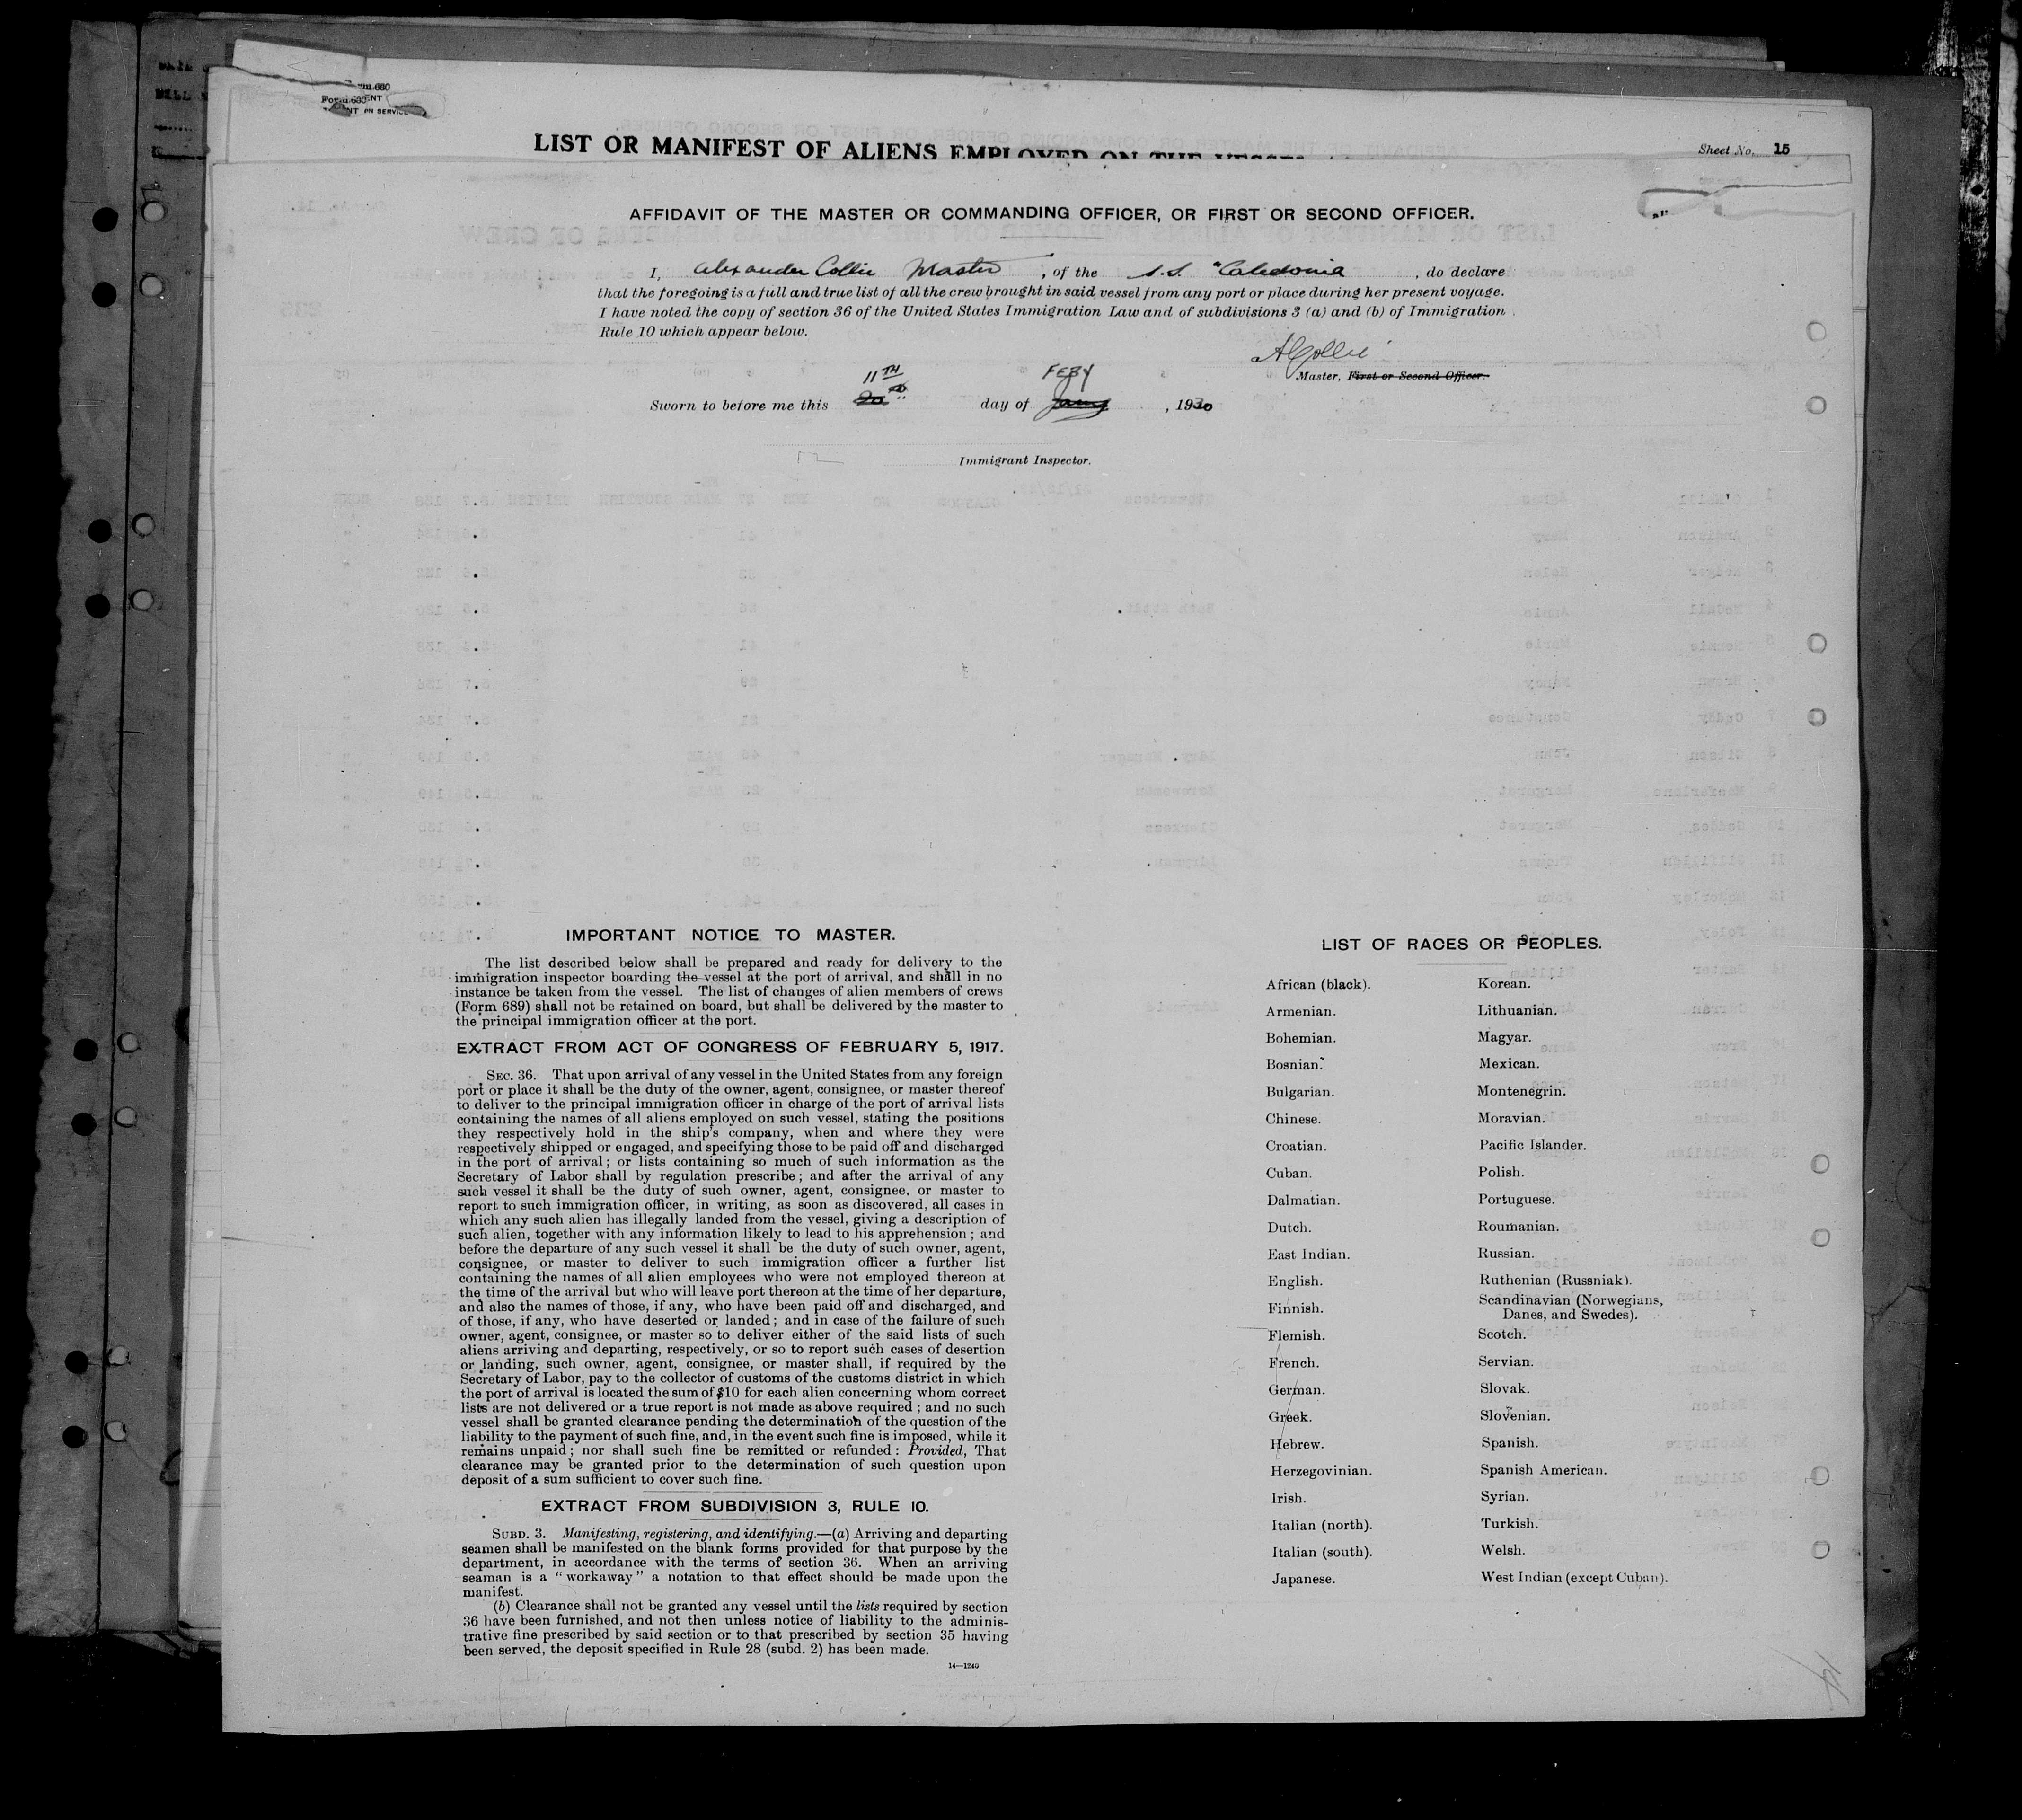 Form 680
LIST OR MANIFEST OF ALIENS EMPLOYED ON THE VESSEL
Sheet No. 15
AFFIDAVIT OF THE MASTER OR COMMANDING OFFICER, OR FIRST OR SECOND OFFICER.
I, Alexander Collie Master, of the S.S. "Caledonia, do declare
that the foregoing is a full and true list of all the crew brought in said vessel from any port or place during her present voyage.
I have noted the copy of section 36 of the United States Immigration Law and of subdivisions 3 (a) and (b) of Immigration
Rule 10 which appear below.
A Collie
Master, First or Second Officer.
11TH FEBY
Sworn to before me this 20th day of Jany, 1930
Immigrant Inspector.
IMPORTANT NOTICE TO MASTER.
The list described below shall be prepared and ready for delivery to the
immigration inspector boarding the vessel at the port of arrival, and shall in no
instance be taken from the vessel. The list of changes of alien members of crews
(Form 689) shall not be retained on board, but shall be delivered by the master to
the principal immigration officer at the port.
EXTRACT FROM ACT OF CONGRESS OF FEBRUARY 5, 1917.
SEC. 36. That upon arrival of any vessel in the United States from any foreign
port or place it shall be the duty of the owner, agent, consignee, or master thereof
to deliver to the principal immigration officer in charge of the port of arrival lists
containing the names of all aliens employed on such vessel, stating the positions
they respectively hold in the ship's company, when and where they were
respectively shipped or engaged, and specifying those to be paid off and discharged
in the port of arrival; or lists containing so much of such information as the
Secretary of Labor shall by regulation prescribe; and after the arrival of any
such vessel it shall be the duty of such owner, agent, consignee, or master to
report to such immigration officer, in writing, as soon as discovered, all cases in
which any such alien has illegally landed from the vessel, giving a description of
such alien, together with any information likely to lead to his apprehension; and
before the departure of any such vessel it shall be the duty of such owner, agent,
consignee, or master to deliver to such immigration officer a further list
containing the names of all alien employees who were not employed thereon at
the time of the arrival but who will leave port thereon at the time of her departure,
and also the names of those, if any, who have been paid off and discharged, and
of those, if any, who have deserted or landed; and in case of the failure of such
owner, agent, consignee, or master so to deliver either of the said lists of such
aliens arriving and departing, respectively, or so to report such cases of desertion
or landing, such owner, agent, consignee, or master shall, if required by the
Secretary of Labor, pay to the collector of customs of the customs district in which
the port of arrival is located the sum of $10 for each alien concerning whom correct
lists are not delivered or a true report is not made as above required; and no such
vessel shall be granted clearance pending the determination of the question of the
liability to the payment of such fine, and, in the event such fine is imposed, while it
remains unpaid; nor shall such fine be remitted or refunded: Provided, That
clearance may be granted prior to the determination of such question upon
deposit of a sum sufficient to cover such fine.
EXTRACT FROM SUBDIVISION 3, RULE 10.
SUBD. 3. Manifesting, registering, and identifying.—(a) Arriving and departing
seamen shall be manifested on the blank forms provided for that purpose by the
department, in accordance with the terms of section 36. When an arriving
seaman is a "workaway" a notation to that effect should be made upon the
manifest.
(b) Clearance shall not be granted any vessel until the lists required by section
36 have been furnished, and not then unless notice of liability to the adminis-
trative fine prescribed by said section or to that prescribed by section 35 having
been served, the deposit specified in Rule 28 (subd. 2) has been made.
14—1240
LIST OF RACES OR PEOPLES.
African (black).
Armenian.
Bohemian.
Bosnian.
Bulgarian.
Chinese.
Croatian.
Cuban.
Dalmatian.
Dutch.
East Indian.
English.
Finnish.
Flemish.
French.
German.
Greek.
Hebrew.
Herzegovinian.
Irish.
Italian (north).
Italian (south).
Japanese.
Korean.
Lithuanian.
Magyar.
Mexican.
Montenegrin.
Moravian.
Pacific Islander.
Polish.
Portuguese.
Roumanian.
Russian.
Ruthenian (Russniak).
Scandinavian (Norwegians,
Danes, and Swedes).
Scotch.
Servian.
Slovak.
Slovenian.
Spanish.
Spanish American.
Syrian.
Turkish.
Welsh.
West Indian (except Cuban).